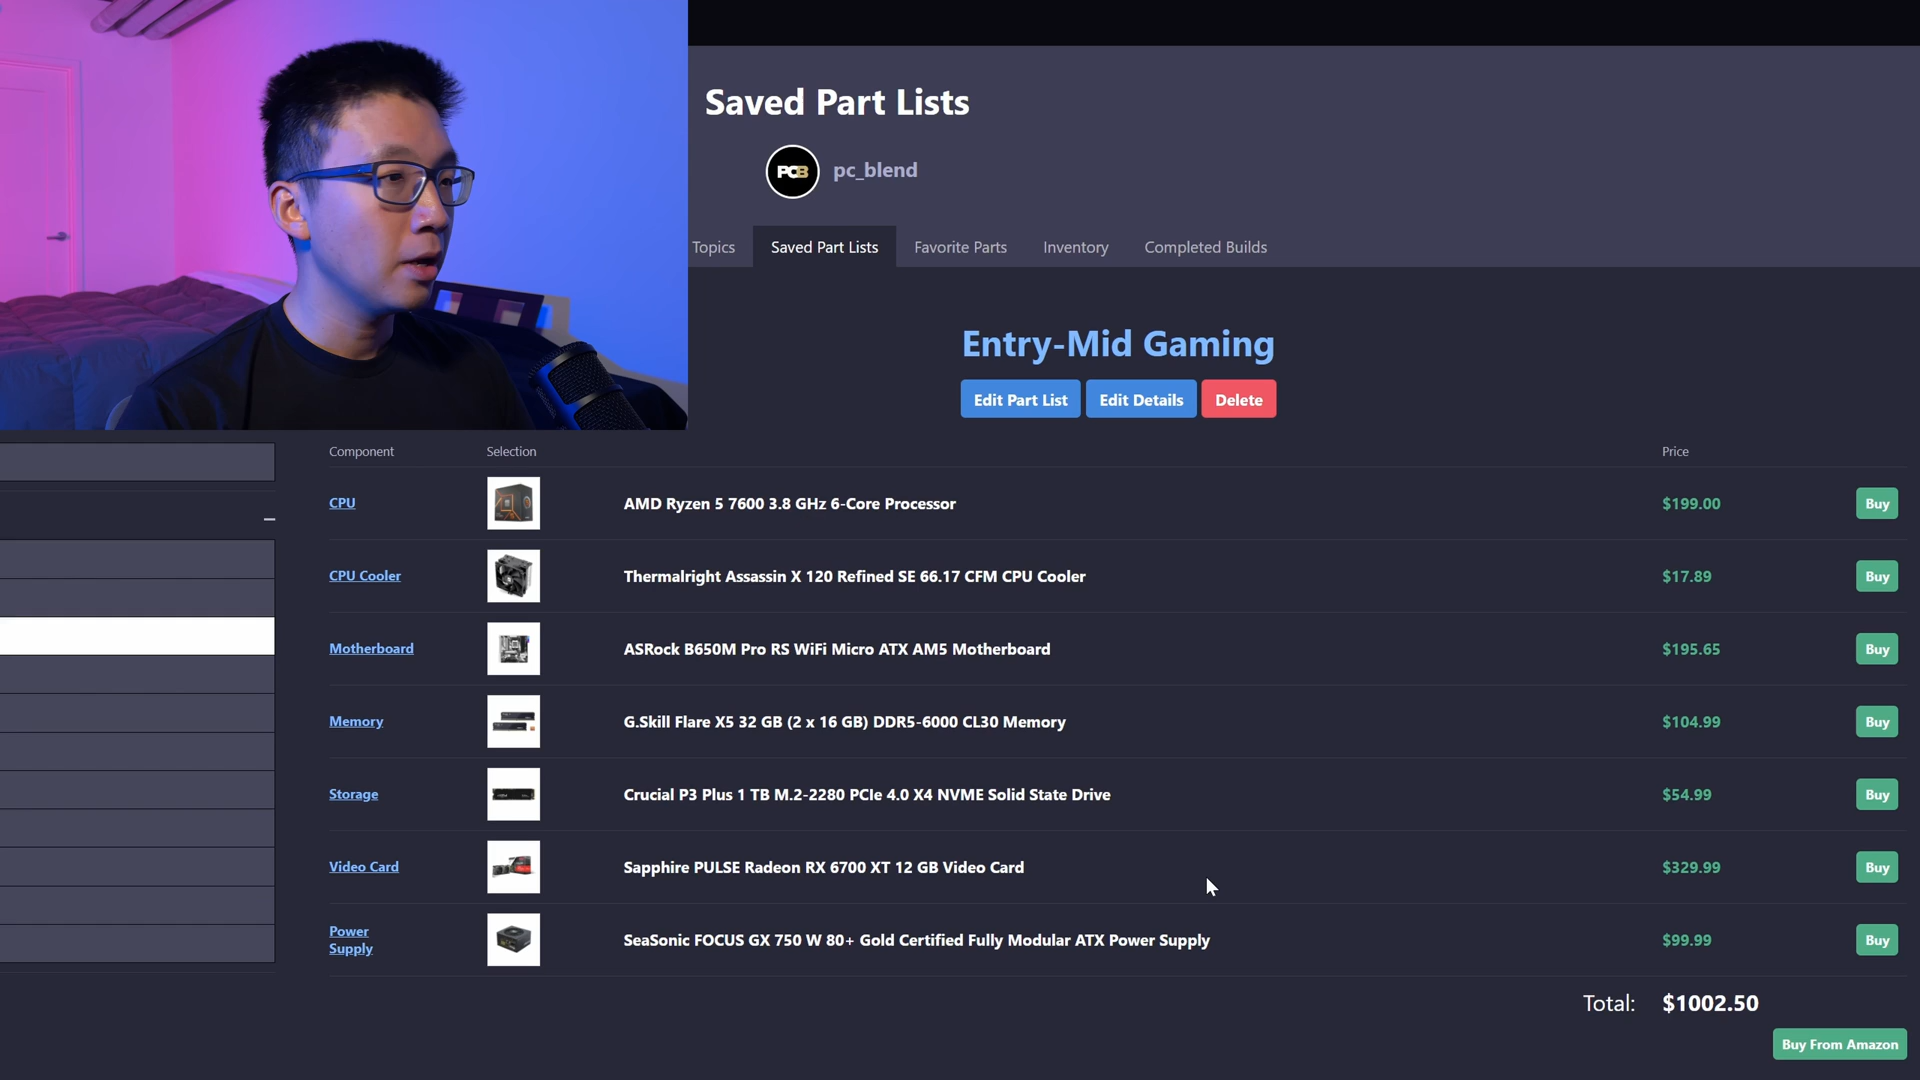 Saved Part Lists
PCB
pc_blend
Topics
Saved Part Lists
Favorite Parts
Inventory
Completed Builds
Entry-Mid Gaming
Edit Part List
Edit Details
Delete
Component Selection Price
CPU AMD Ryzen 5 7600 3.8 GHz 6-Core Processor $199.00 Buy
CPU Cooler Thermalright Assassin X 120 Refined SE 66.17 CFM CPU Cooler $17.89 Buy
Motherboard ASRock B650M Pro RS WiFi Micro ATX AM5 Motherboard $195.65 Buy
Memory G.Skill Flare X5 32 GB (2 x 16 GB) DDR5-6000 CL30 Memory $104.99 Buy
Storage Crucial P3 Plus 1 TB M.2-2280 PCIe 4.0 X4 NVME Solid State Drive $54.99 Buy
Video Card Sapphire PULSE Radeon RX 6700 XT 12 GB Video Card $329.99 Buy
Power
Supply SeaSonic FOCUS GX 750 W 80+ Gold Certified Fully Modular ATX Power Supply $99.99 Buy
Total: $1002.50
Buy From Amazon